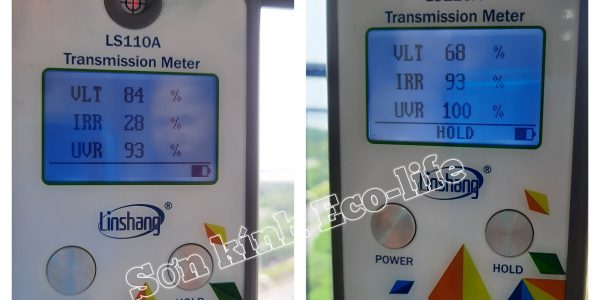 LS110A
Transmission Meter
VLT 84 %
IRR 28 %
UVR 93 %
Linshang®
Transmission Meter
VLT 68 %
IRR 93 %
UVR 100 %
HOLD
Linshang®
POWER
HOLD
Sơn kính Eco-life